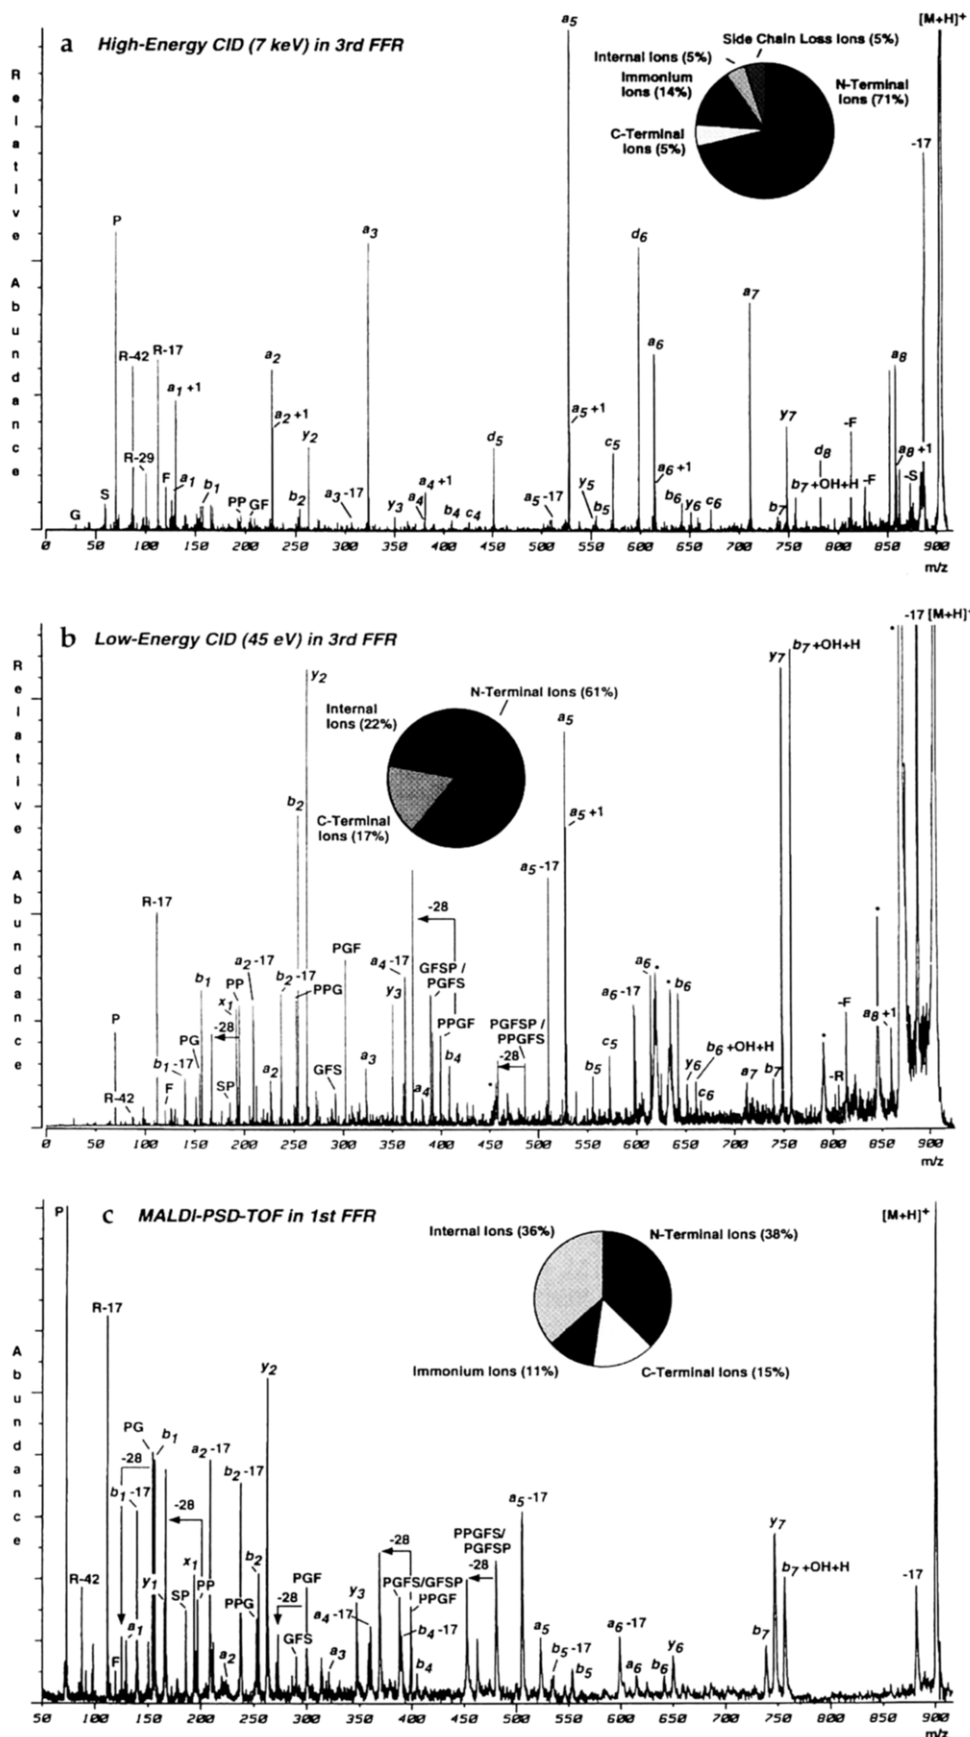 a High-Energy CID (7 keV) in 3rd FFR
Relative Abundance
Side Chain Loss Ions (5%)
Internal Ions (5%)
Immonium Ions (14%)
N-Terminal Ions (71%)
C-Terminal Ions (5%)
[M+H]+
-17
G
S
P
R-42
R-29
R-17
F
a1
a1 +1
b1
PP
GF
a2
a2 +1
b2
y2
a3 -17
a3
y3
a4
a4 +1
b4
c4
d5
a5 -17
a5
a5 +1
y5
b5
c5
d6
a6
a6 +1
b6
y6
c6
a7
b7
y7
b7 +OH+H
d8
-F
-F
a8
a8 +1
-S
0 50 100 150 200 250 300 350 400 450 500 550 600 650 700 750 800 850 900
m/z
b Low-Energy CID (45 eV) in 3rd FFR
Relative Abundance
N-Terminal Ions (61%)
Internal Ions (22%)
C-Terminal Ions (17%)
-17 [M+H]+
P
R-42
R-17
F
b1 -17
PG
b1
-28
SP
x1
PP
a2 -17
a2
b2 -17
b2
PPG
y2
GFS
PGF
a3
y3
a4 -17
-28
a4
GFSP / PGFS
PPGF
b4
PGFSP / PPGFS
-28
a5 -17
a5
a5 +1
b5
c5
a6 -17
a6
b6
y6
b6 +OH+H
c6
a7
b7
y7
b7 +OH+H
-R
-F
a8 +1
0 50 100 150 200 250 300 350 400 450 500 550 600 650 700 750 800 850 900
m/z
c MALDI-PSD-TOF in 1st FFR
Abundance
Internal Ions (36%)
N-Terminal Ions (38%)
Immonium Ions (11%)
C-Terminal Ions (15%)
[M+H]+
P
R-42
R-17
F
-28
a1
b1 -17
PG
b1
y1
-28
SP
x1
PP
a2 -17
a2
b2 -17
PPG
b2
y2
-28
GFS
PGF
a4 -17
a3
y3
-28
PGFS/GFSP
PPGF
b4 -17
b4
PPGFS/
PGFSP
-28
a5 -17
a5
b5 -17
b5
a6 -17
a6
b6
y6
b7
y7
b7 +OH+H
-17
50 100 150 200 250 300 350 400 450 500 550 600 650 700 750 800 850 900
m/z